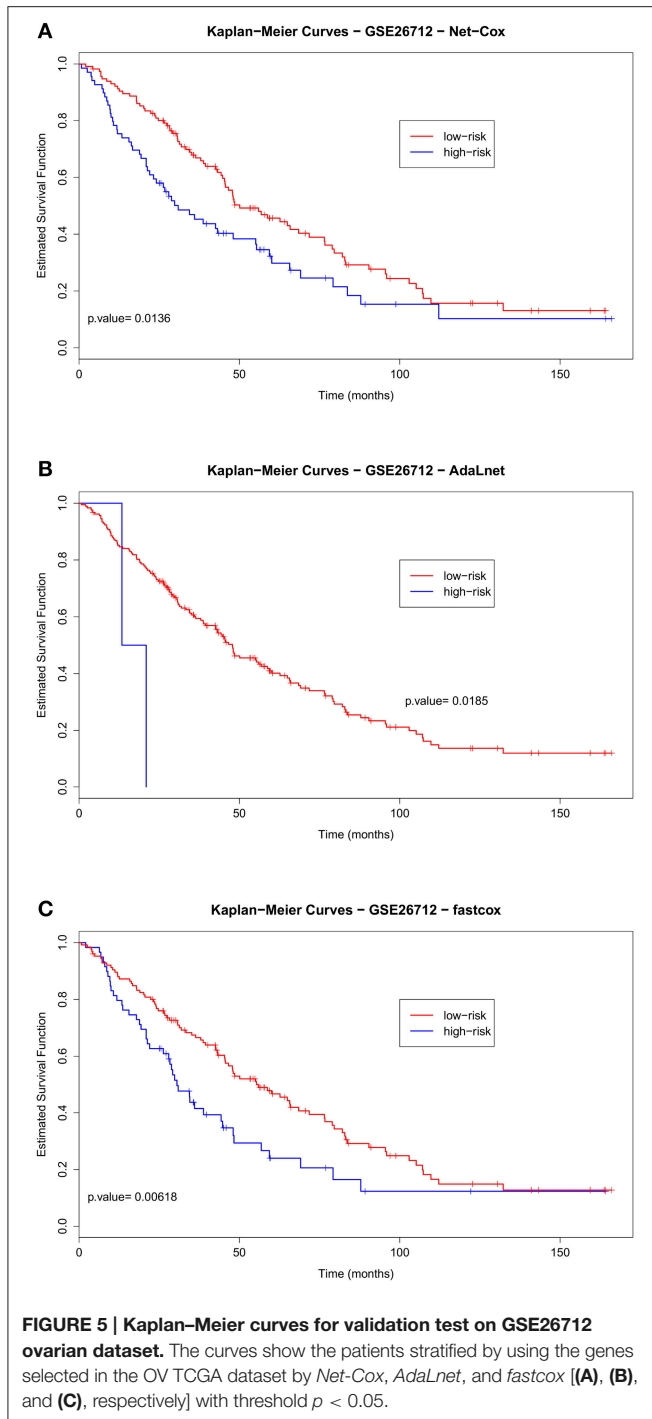 A
Kaplan−Meier Curves − GSE26712 − Net−Cox
Estimated Survival Function
1.0
0.8
0.6
0.4
0.2
0.0
low−risk
high−risk
p.value= 0.0136
0 50 100 150
Time (months)
B
Kaplan−Meier Curves − GSE26712 − AdaLnet
Estimated Survival Function
1.0
0.8
0.6
0.4
0.2
0.0
low−risk
high−risk
p.value= 0.0185
0 50 100 150
Time (months)
C
Kaplan−Meier Curves − GSE26712 − fastcox
Estimated Survival Function
1.0
0.8
0.6
0.4
0.2
0.0
low−risk
high−risk
p.value= 0.00618
0 50 100 150
Time (months)
FIGURE 5 | Kaplan–Meier curves for validation test on GSE26712
ovarian dataset. The curves show the patients stratified by using the genes
selected in the OV TCGA dataset by Net-Cox, AdaLnet, and fastcox [(A), (B),
and (C), respectively] with threshold p < 0.05.